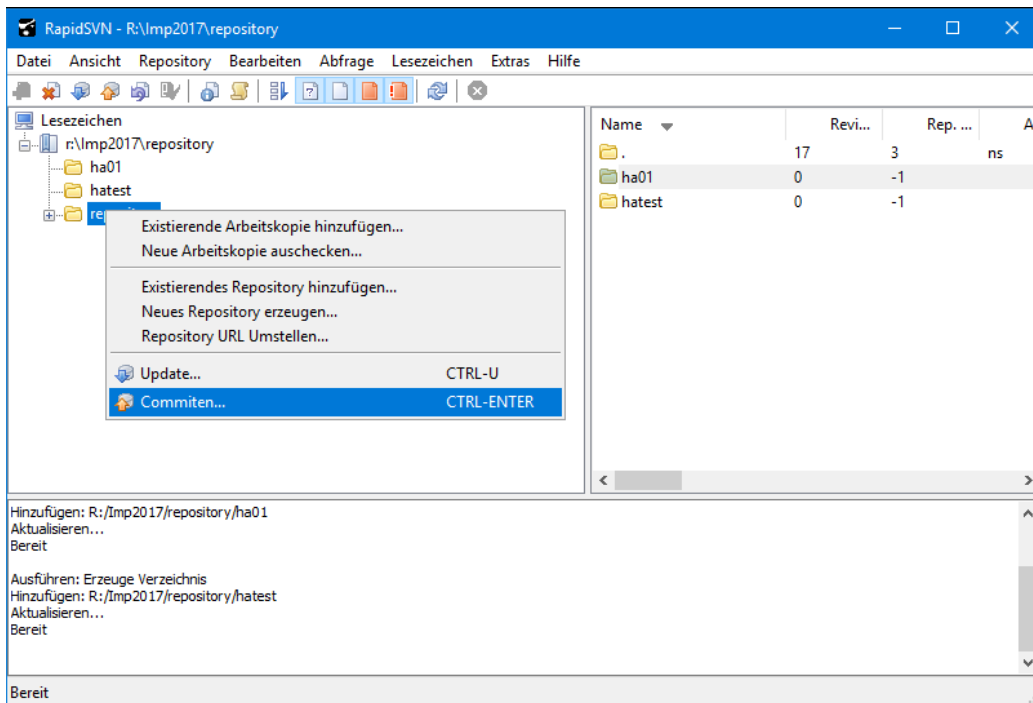 RapidSVN - R:\Imp2017\repository
Datei Ansicht Repository Bearbeiten Abfrage Lesezeichen Extras Hilfe
Lesezeichen
r:\Imp2017\repository
ha01
hatest
Existierende Arbeitskopie hinzufügen...
Neue Arbeitskopie auschecken...
Existierendes Repository hinzufügen...
Neues Repository erzeugen...
Repository URL Umstellen...
Update... CTRL-U
Commiten... CTRL-ENTER
Name Revi... Rep. ... A
. 17 3 ns
ha01 0 -1
hatest 0 -1
Hinzufügen: R:/Imp2017/repository/ha01
Aktualisieren...
Bereit
Ausführen: Erzeuge Verzeichnis
Hinzufügen: R:/Imp2017/repository/hatest
Aktualisieren...
Bereit
Bereit